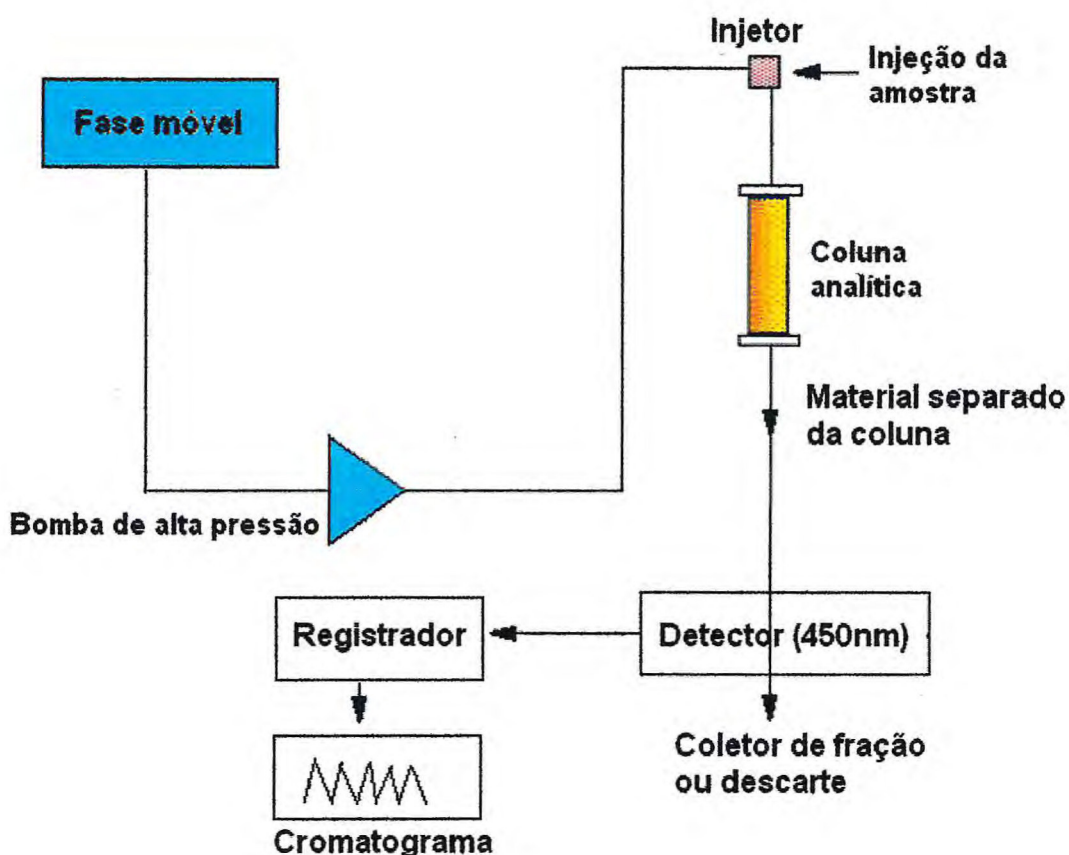 Injetor
Injeção da
amostra
Fase móvel
Coluna
analítica
Material separado
da coluna
Bomba de alta pressão
Registrador
Detector (450nm)
Coletor de fração
ou descarte
Cromatograma